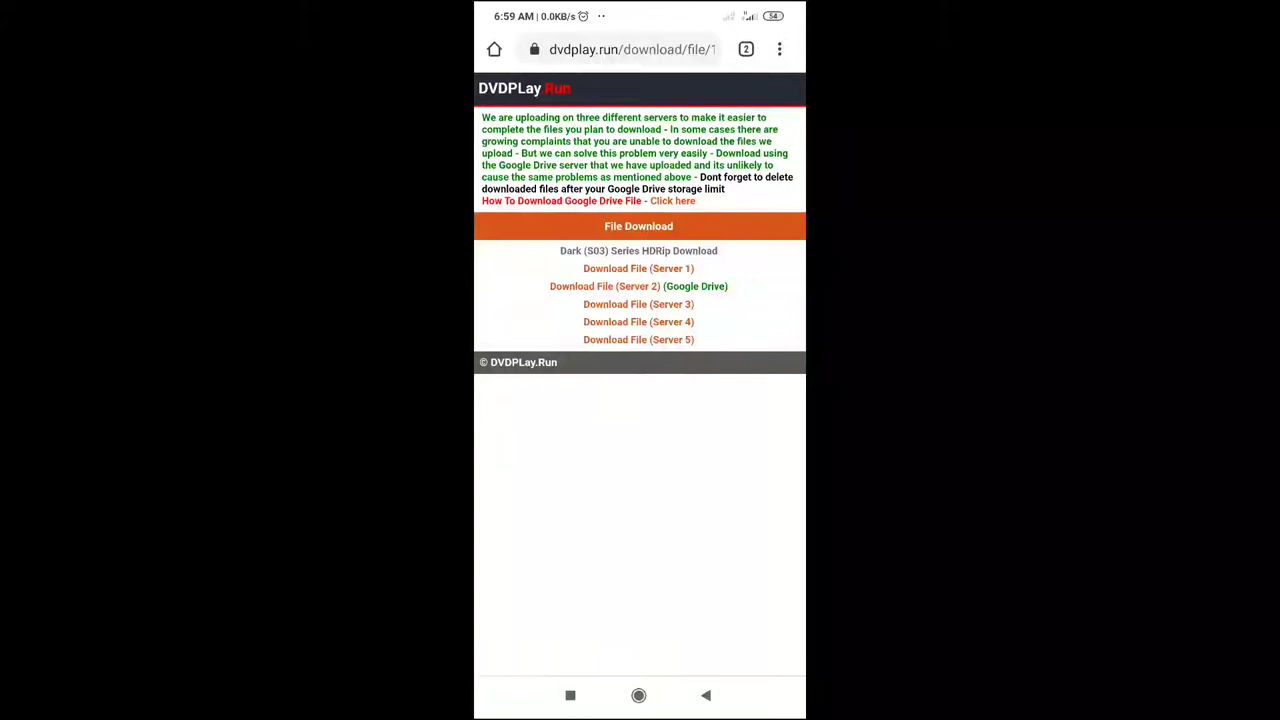 6:59 AM | 0.0KB/s
54
dvdplay.run/download/file/1
2
DVDPLay.Run
We are uploading on three different servers to make it easier to
complete the files you plan to download - In some cases there are
growing complaints that you are unable to download the files we
upload - But we can solve this problem very easily - Download using
the Google Drive server that we have uploaded and its unlikely to
cause the same problems as mentioned above - Dont forget to delete
downloaded files after your Google Drive storage limit
How To Download Google Drive File - Click here
File Download
Dark (S03) Series HDRip Download
Download File (Server 1)
Download File (Server 2) (Google Drive)
Download File (Server 3)
Download File (Server 4)
Download File (Server 5)
© DVDPLay.Run